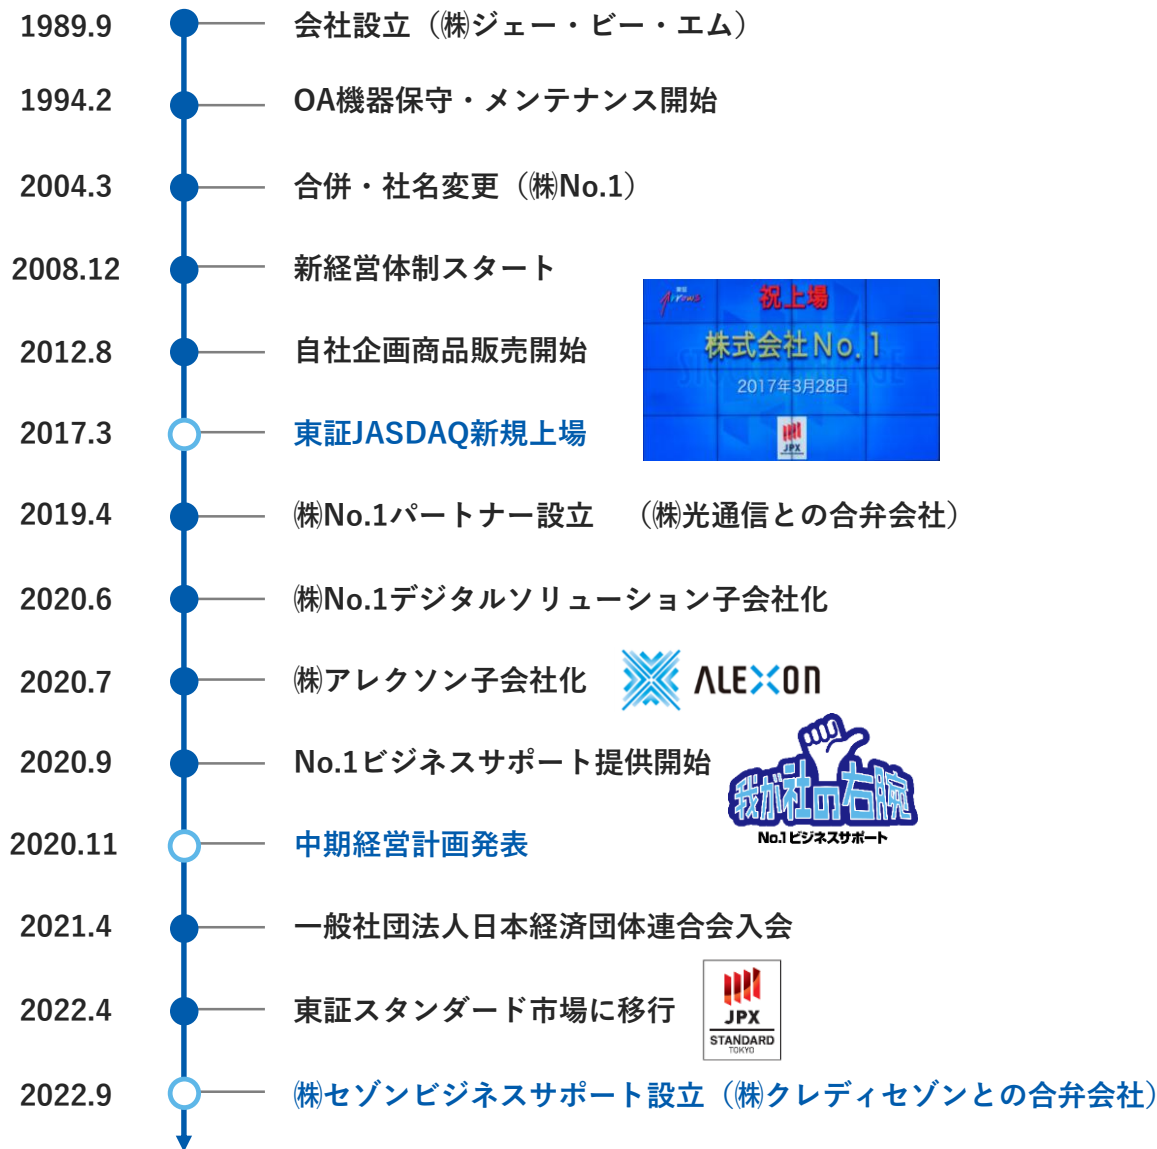 1989.9 会社設立（㈱ジェー・ビー・エム）
1994.2 OA機器保守・メンテナンス開始
2004.3 合併・社名変更（㈱No.1）
2008.12 新経営体制スタート
2012.8 自社企画商品販売開始
東証
Arrows
祝上場
株式会社No.1
2017年3月28日
JPX
2017.3 東証JASDAQ新規上場
2019.4 ㈱No.1パートナー設立 （㈱光通信との合弁会社）
2020.6 ㈱No.1デジタルソリューション子会社化
2020.7 ㈱アレクソン子会社化 ALEXON
2020.9 No.1ビジネスサポート提供開始
我が社の右腕
No.1ビジネスサポート
2020.11 中期経営計画発表
2021.4 一般社団法人日本経済団体連合会入会
2022.4 東証スタンダード市場に移行
JPX
STANDARD
TOKYO
2022.9 ㈱セゾンビジネスサポート設立（㈱クレディセゾンとの合弁会社）